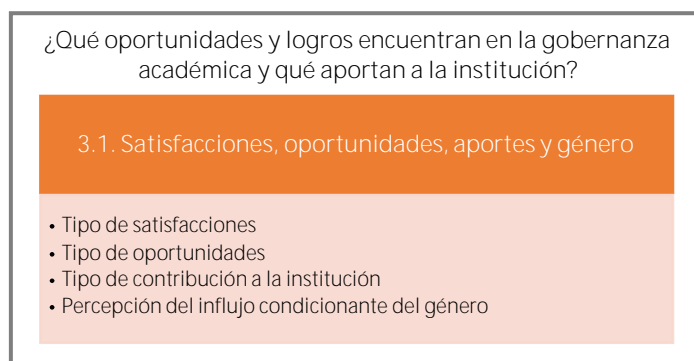 ¿Qué oportunidades y logros encuentran en la gobernanza
académica y qué aportan a la institución?
3.1. Satisfacciones, oportunidades, aportes y género
• Tipo de satisfacciones
• Tipo de oportunidades
• Tipo de contribución a la institución
• Percepción del influjo condicionante del género